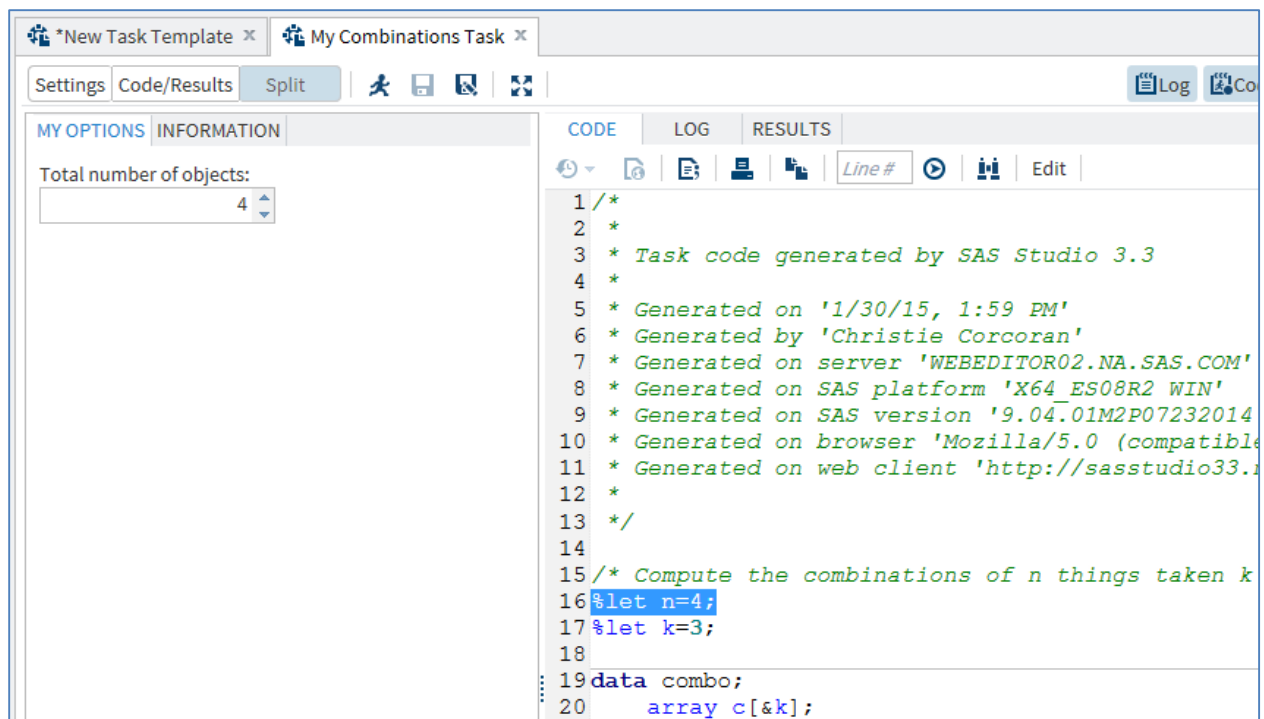 *New Task Template × My Combinations Task ×
Settings Code/Results Split Log
MY OPTIONS INFORMATION
Total number of objects:
4
CODE LOG RESULTS
Line # Edit
1 /*
2 *
3 * Task code generated by SAS Studio 3.3
4 *
5 * Generated on '1/30/15, 1:59 PM'
6 * Generated by 'Christie Corcoran'
7 * Generated on server 'WEBEDITOR02.NA.SAS.COM'
8 * Generated on SAS platform 'X64_ES08R2 WIN'
9 * Generated on SAS version '9.04.01M2P07232014
10 * Generated on browser 'Mozilla/5.0 (compatible
11 * Generated on web client 'http://sasstudio33.
12 *
13 */
14
15 /* Compute the combinations of n things taken k
16 %let n=4;
17 %let k=3;
18
19 data combo;
20 array c[&k];